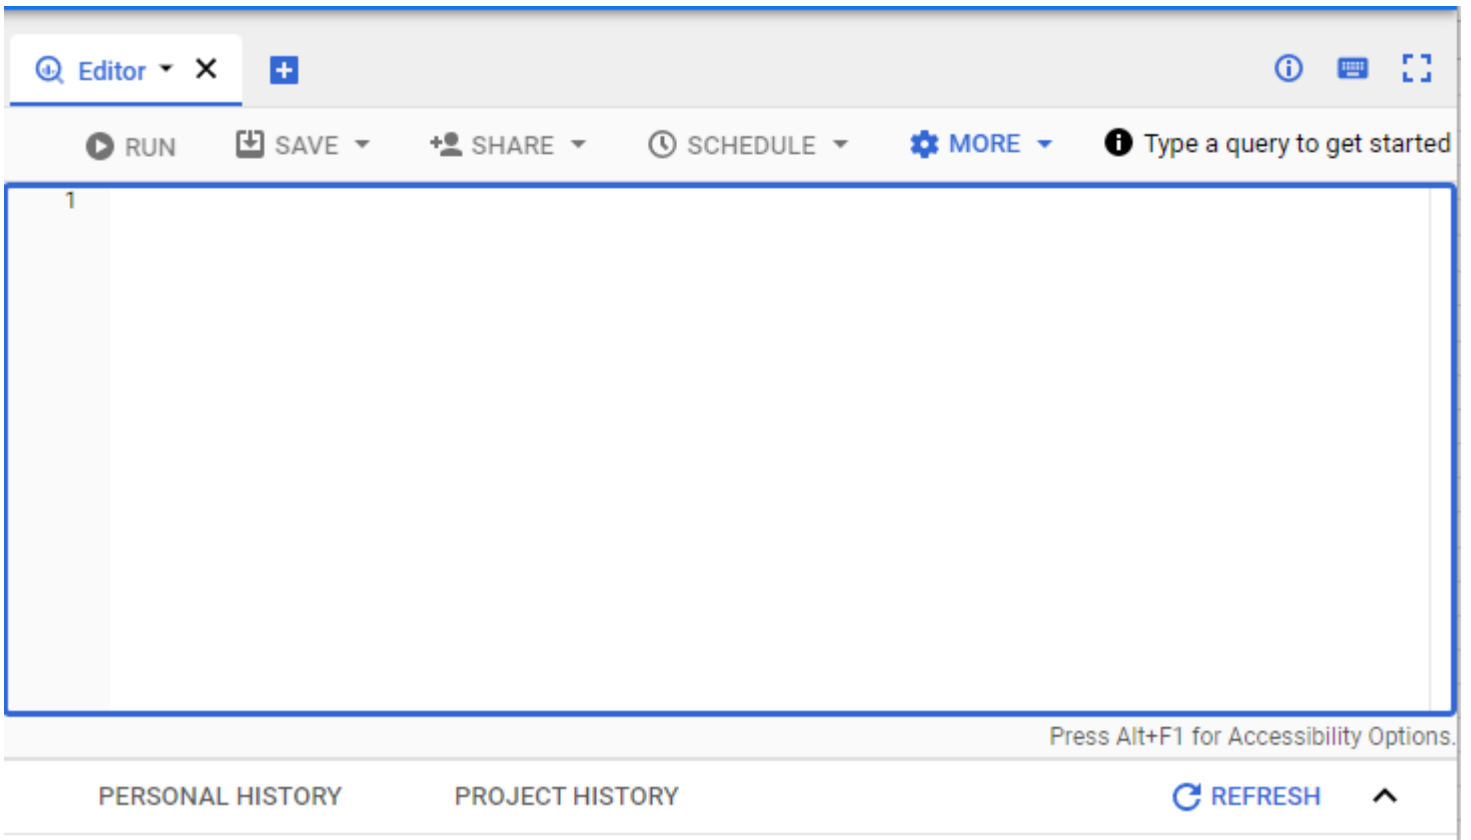 Editor
RUN SAVE SHARE SCHEDULE MORE Type a query to get started
1
Press Alt+F1 for Accessibility Options.
PERSONAL HISTORY PROJECT HISTORY REFRESH